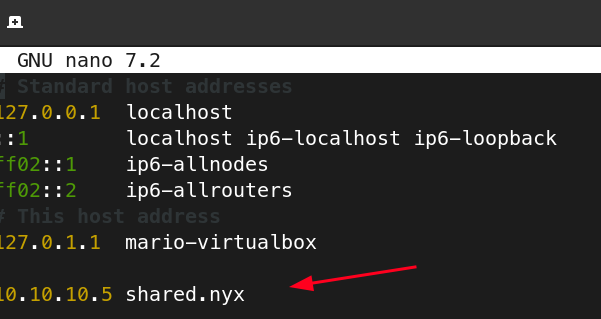 GNU nano 7.2
# Standard host addresses
127.0.0.1 localhost
::1 localhost ip6-localhost ip6-loopback
ff02::1 ip6-allnodes
ff02::2 ip6-allrouters
# This host address
127.0.1.1 mario-virtualbox
10.10.10.5 shared.nyx